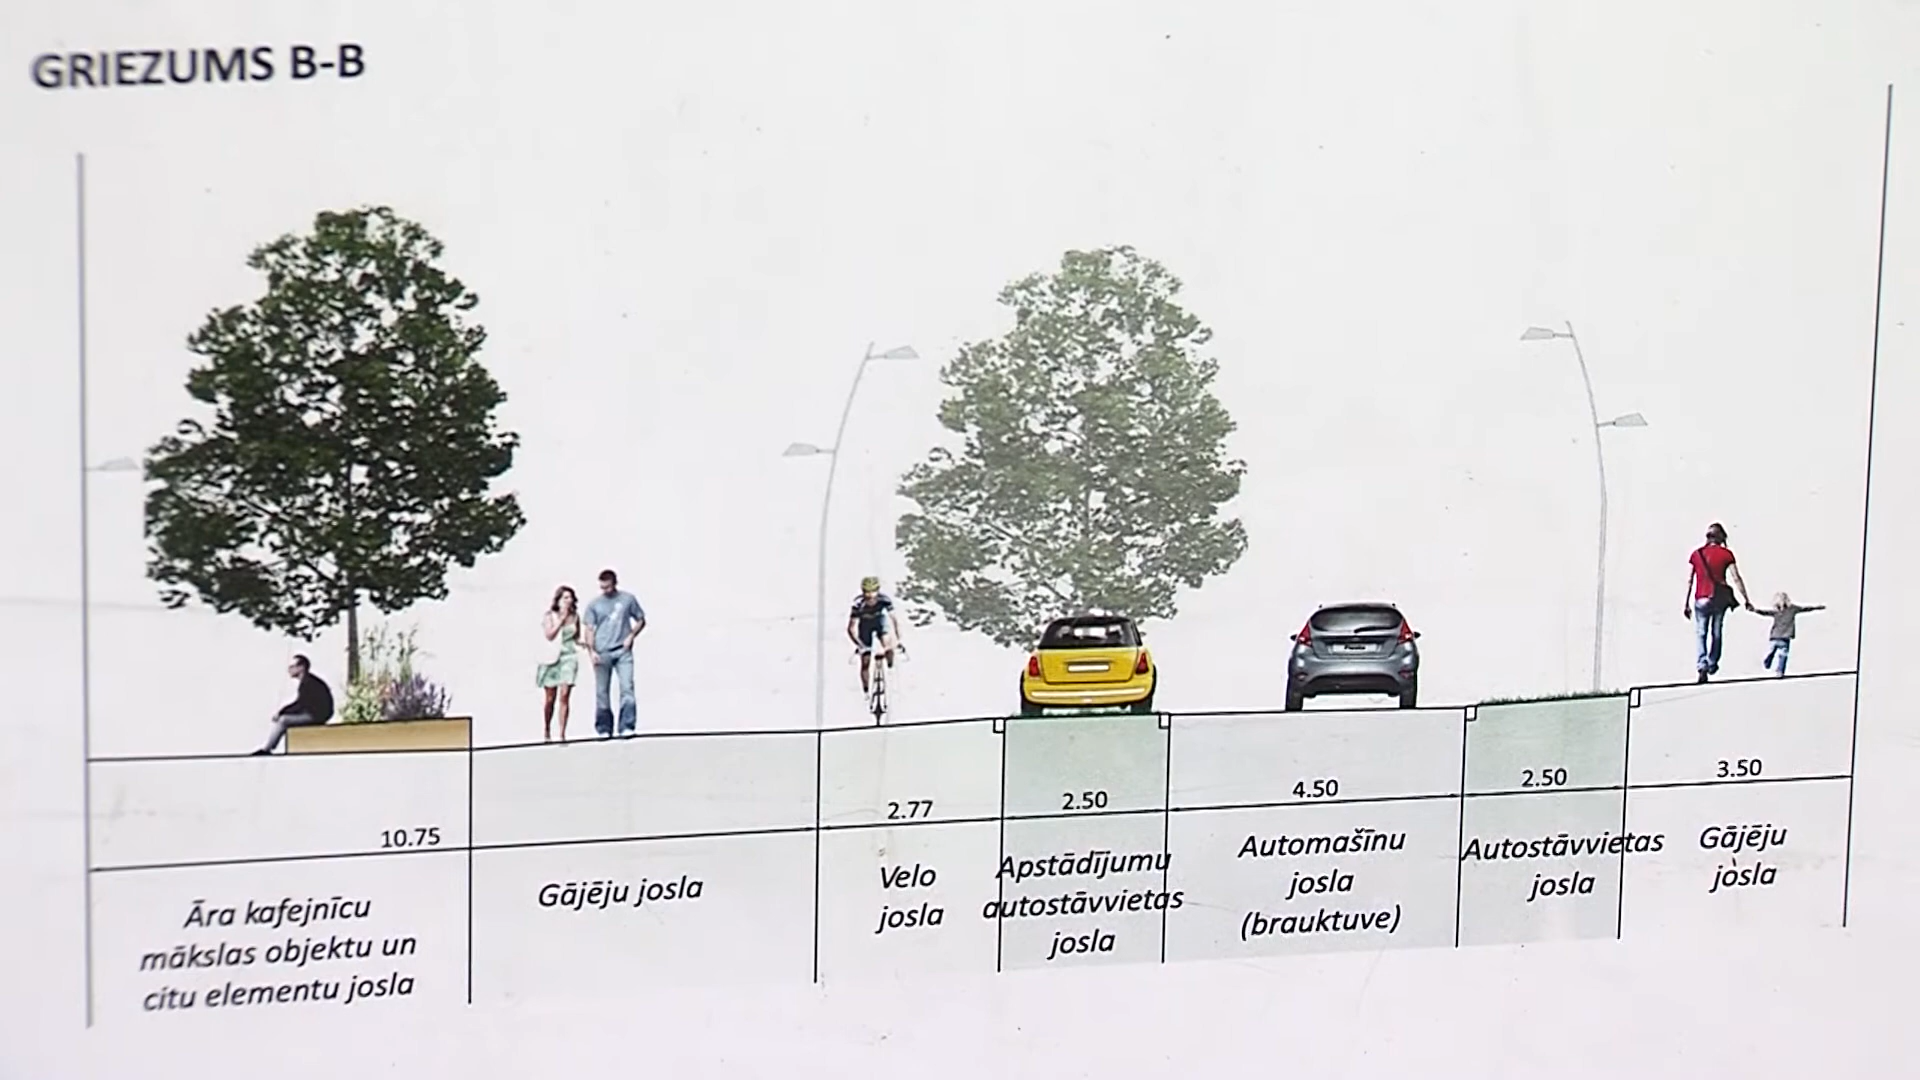 GRIEZUMS B-B
10.75
2.77
2.50
4.50
2.50
3.50
Āra kafejnīcu
mākslas objektu un
citu elementu josla
Gājēju josla
Velo
josla
Apstādījumu
autostāvvietas
josla
Automašīnu
josla
(brauktuve)
Autostāvvietas
josla
Gājēju
josla